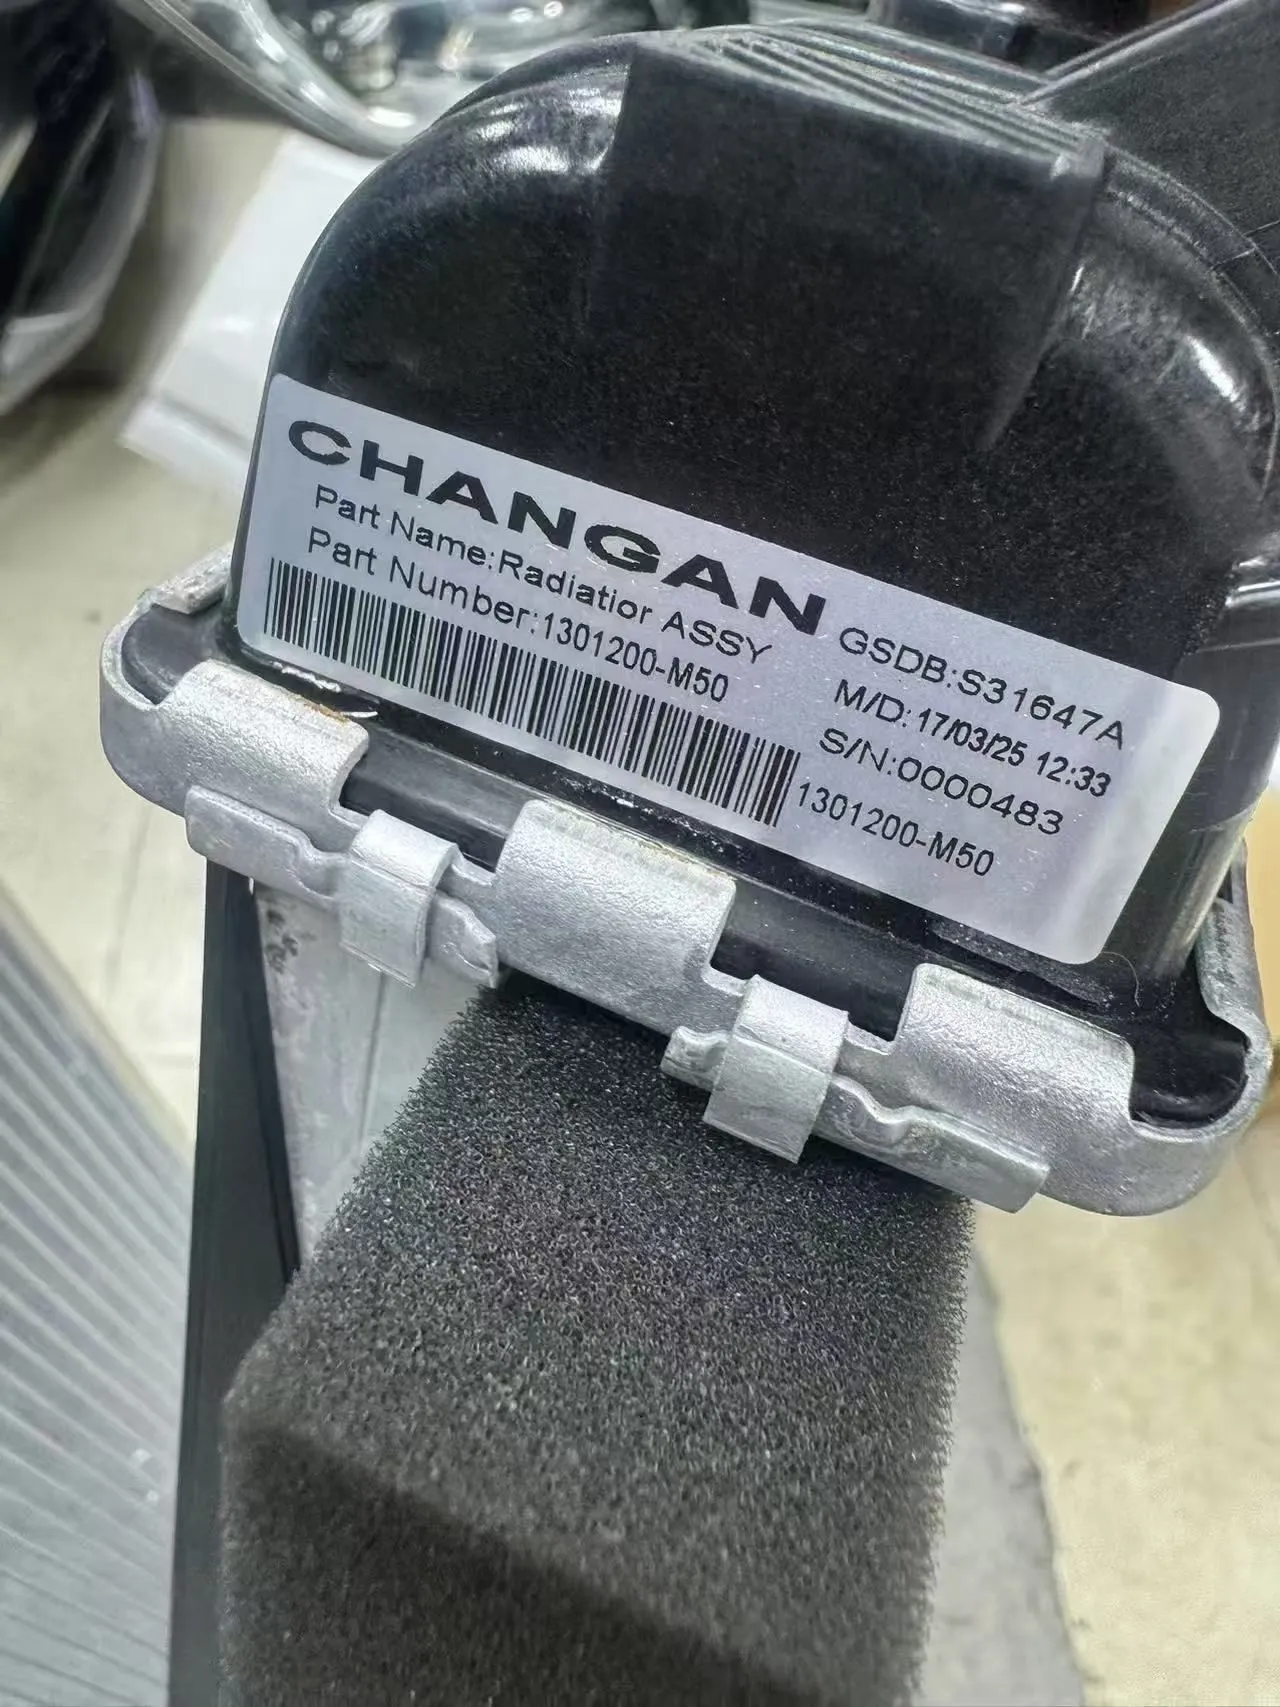 CHANGAN
Part Name:Radiatior ASSY
Part Number:1301200-M50
GSDB:S31647A
M/D:17/03/25 12:33
S/N:0000483
1301200-M50